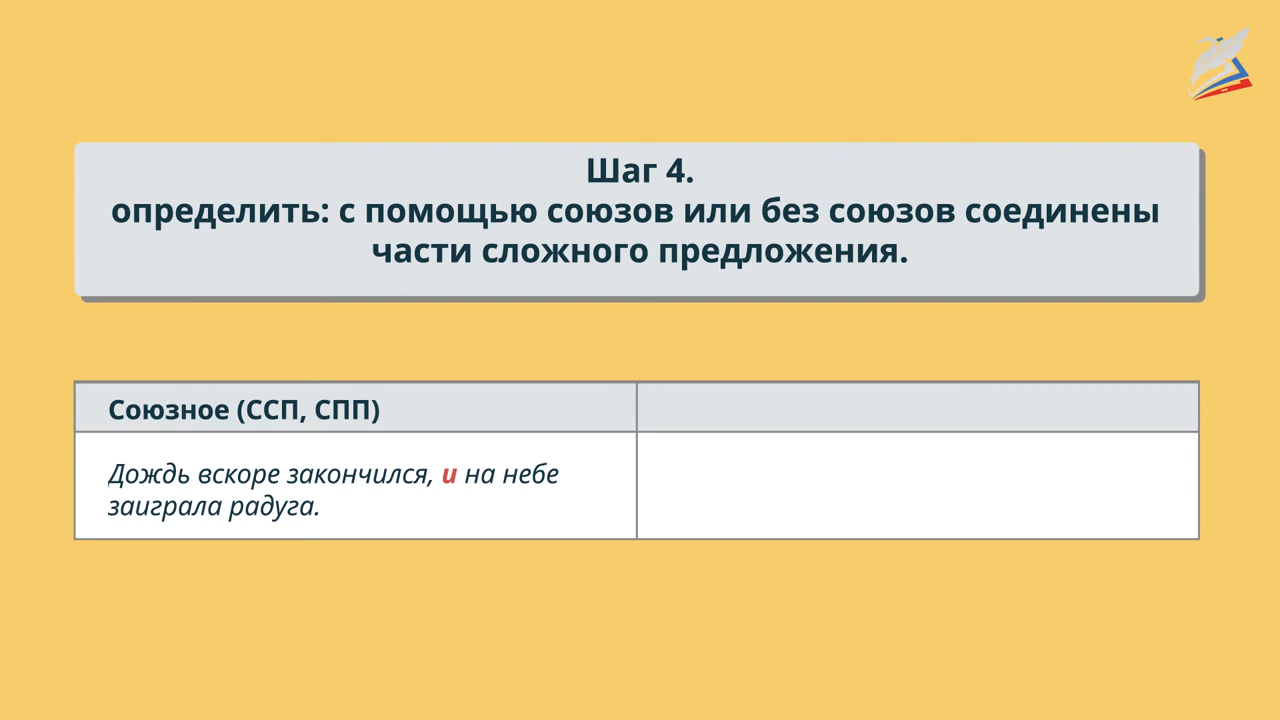 Шаг 4.
определить: с помощью союзов или без союзов соединены
части сложного предложения.
Союзное (ССП, СПП)
Дождь вскоре закончился, и на небе
заиграла радуга.